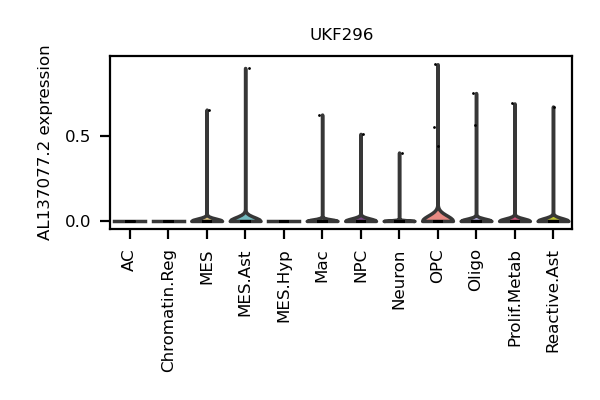 UKF296
AL137077.2 expression
0.5
0.0
AC
Chromatin.Reg
MES
MES.Ast
MES.Hyp
Mac
NPC
Neuron
OPC
Oligo
Prolif.Metab
Reactive.Ast